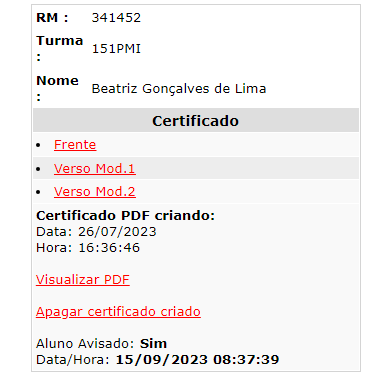 RM : 341452
Turma : 151PMI
Nome : Beatriz Gonçalves de Lima
Certificado
• Frente
• Verso Mod.1
• Verso Mod.2
Certificado PDF criando:
Data: 26/07/2023
Hora: 16:36:46
Visualizar PDF
Apagar certificado criado
Aluno Avisado: Sim
Data/Hora: 15/09/2023 08:37:39